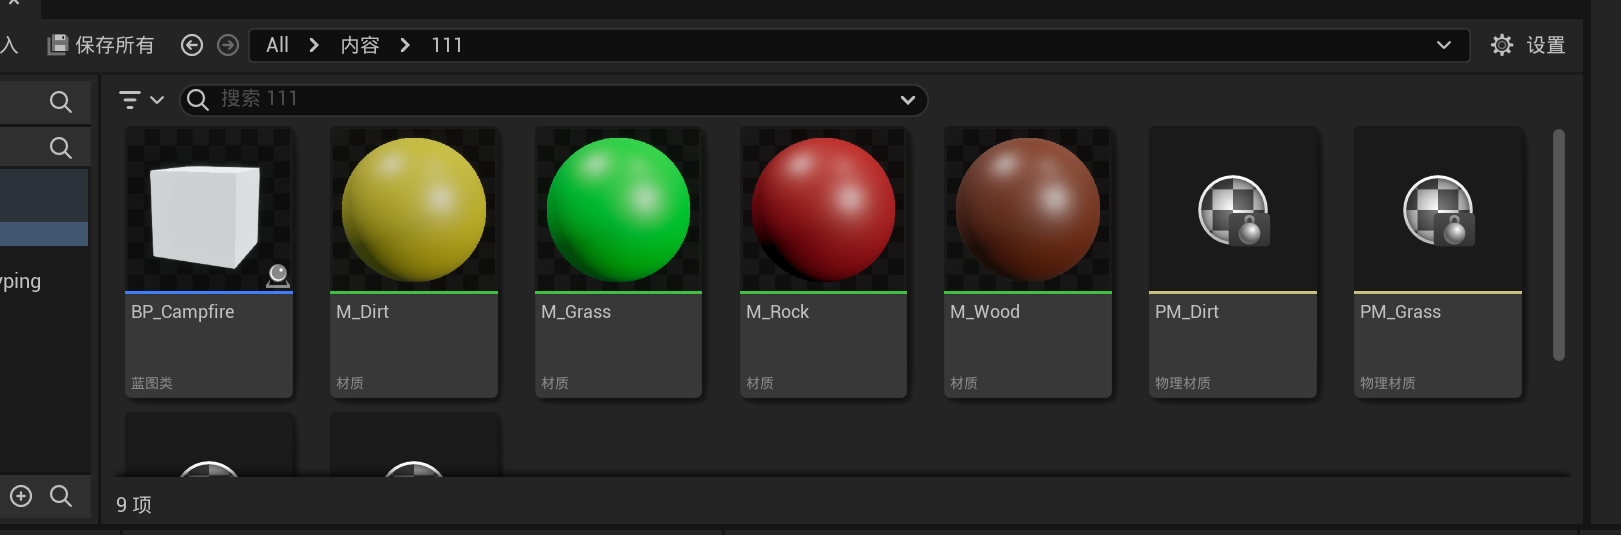 入 保存所有 All 内容 111 设置
搜索 111
yping
BP_Campfire M_Dirt M_Grass M_Rock M_Wood PM_Dirt PM_Grass
蓝图类 材质 材质 材质 材质 物理材质 物理材质
9 项